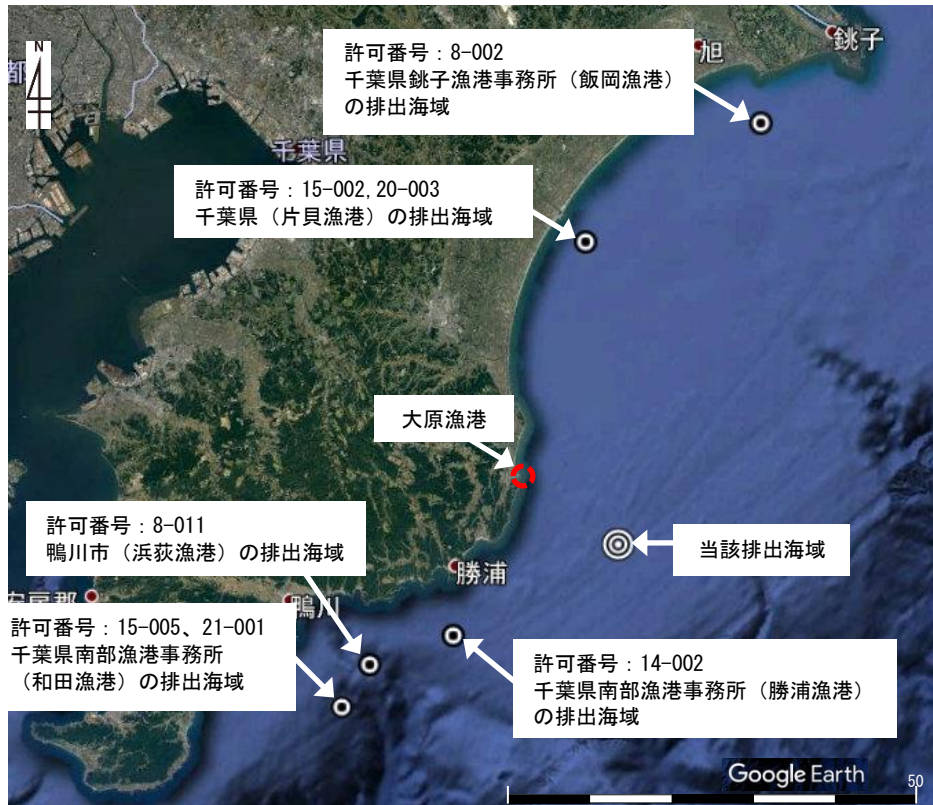 N
許可番号：8-002
千葉県銚子漁港事務所（飯岡漁港）
の排出海域
旭
銚子
都
千葉県
許可番号：15-002, 20-003
千葉県（片貝漁港）の排出海域
大原漁港
許可番号：8-011
鴨川市（浜荻漁港）の排出海域
当該排出海域
勝浦
安房郡
鴨川
許可番号：15-005、21-001
千葉県南部漁港事務所
（和田漁港）の排出海域
許可番号：14-002
千葉県南部漁港事務所（勝浦漁港）
の排出海域
Google Earth
50